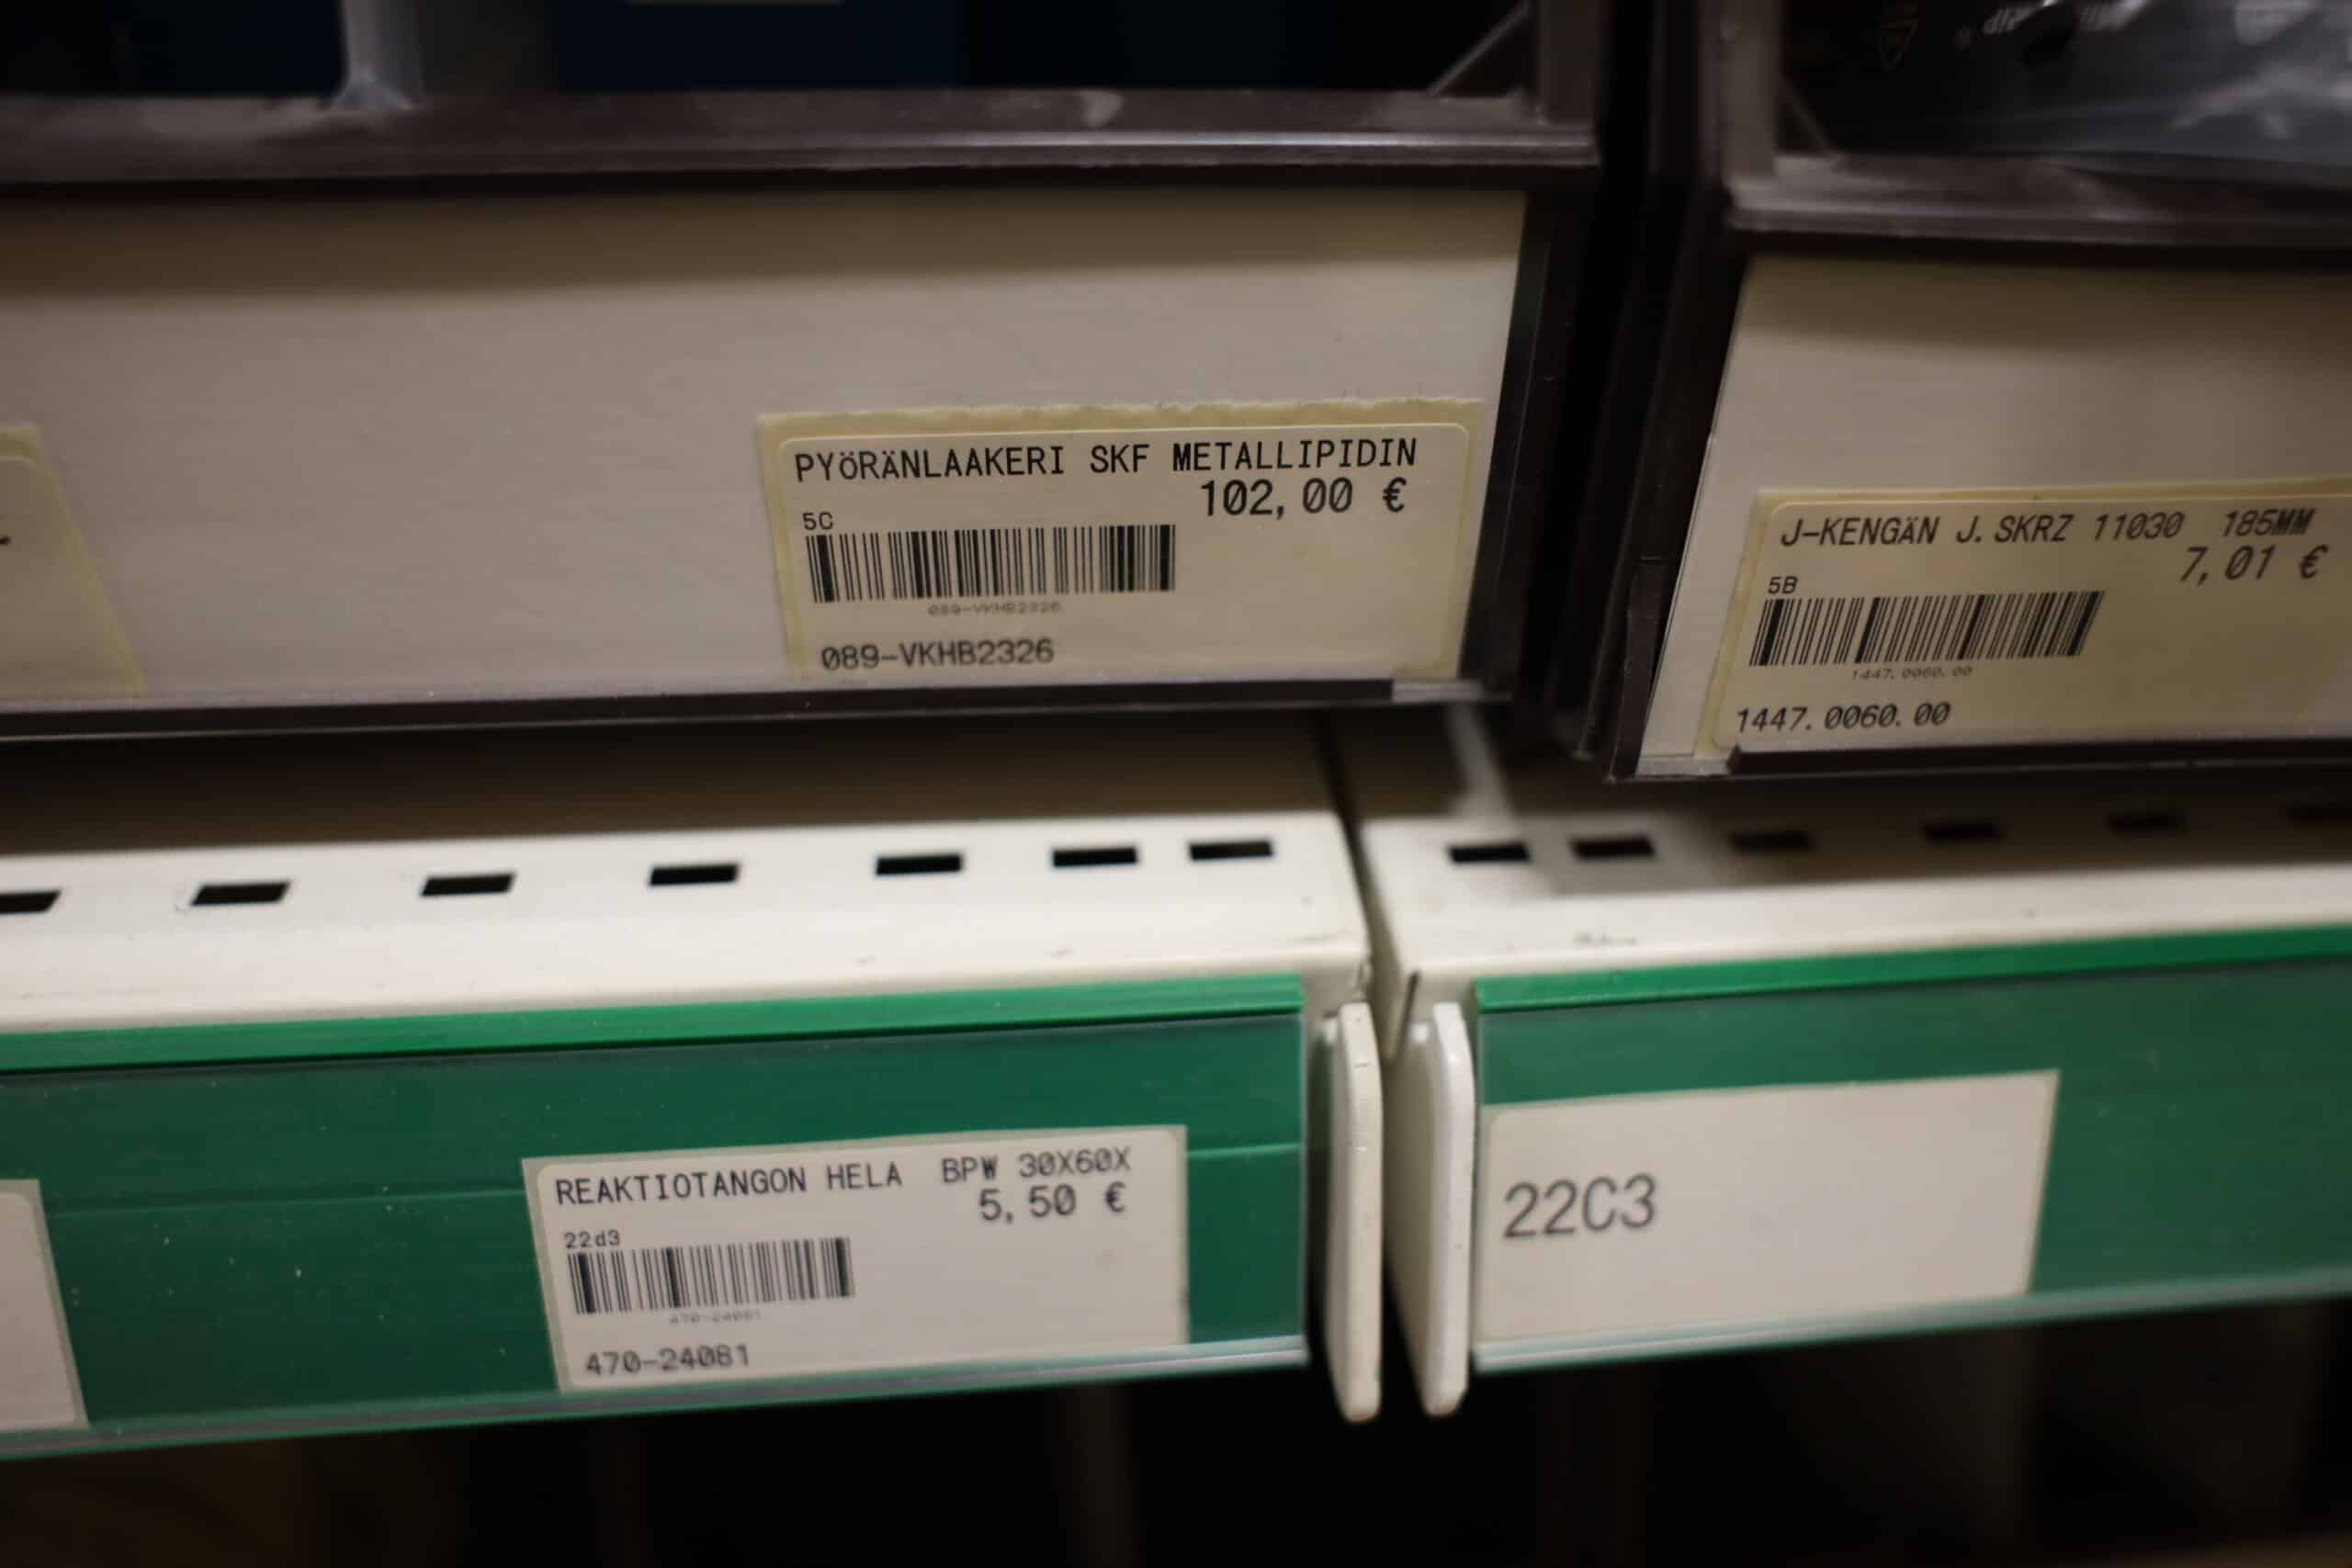 PYÖRÄNLAAKERI SKF METALLIPIDIN
102,00 €
5C
089-VKHB2326
089-VKHB2326
J-KENGÄN J.SKRZ 11030 185MM
7,01 €
5B
1447.0060.00
1447.0060.00
REAKTIOTANGON HELA BPW 30X60X
5,50 €
22d3
470-24081
470-24081
22C3